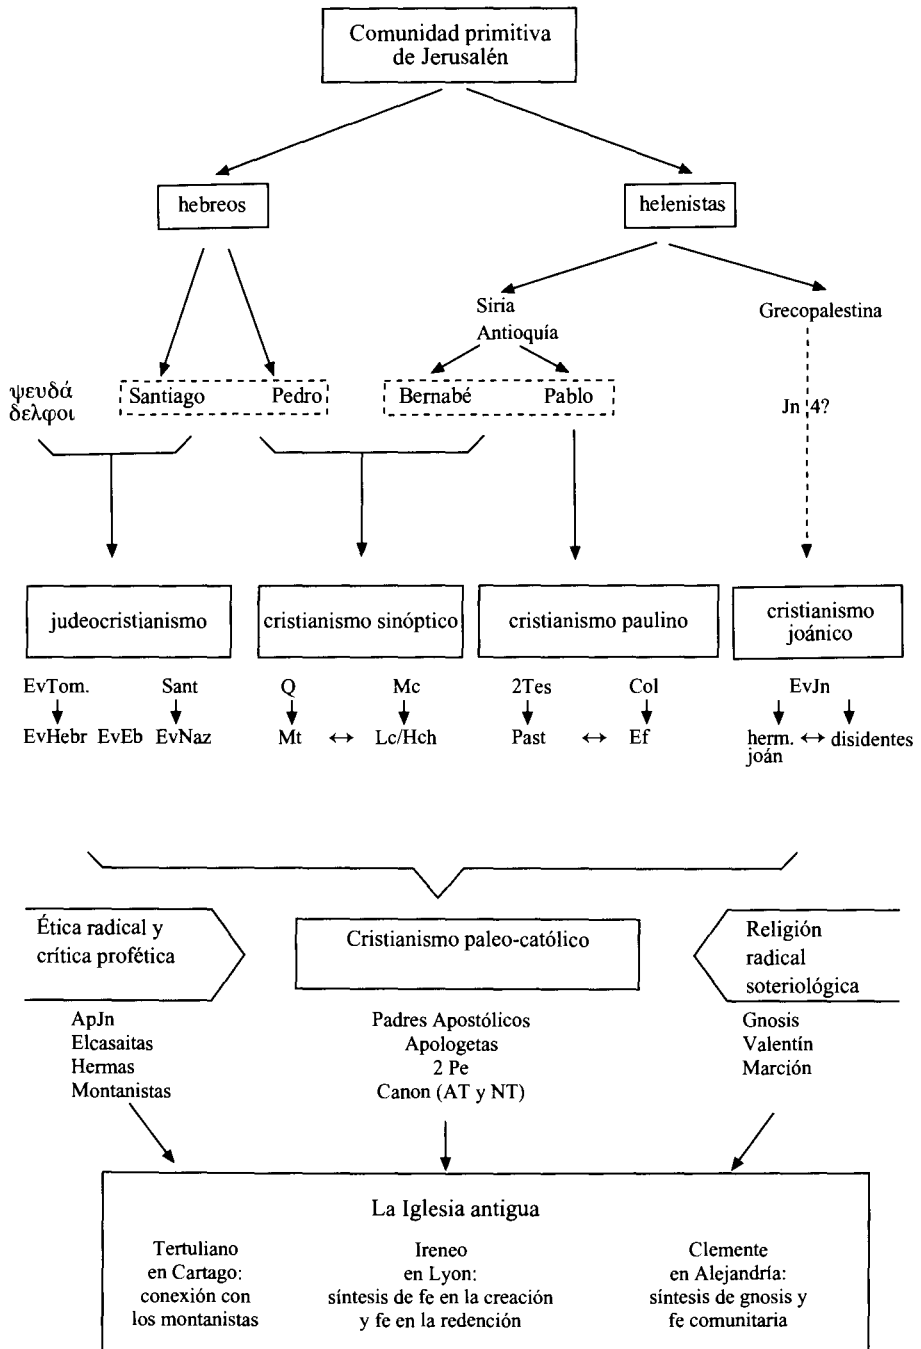 Comunidad primitiva
de Jerusalén
hebreos
helenistas
Siria
Antioquía
Grecopalestina
ψευδά
δελφοι
Santiago Pedro
Bernabé Pablo
Jn 4?
judeocristianismo
cristianismo sinóptico
cristianismo paulino
cristianismo
joánico
EvTom. Sant
Q Mc
2Tes Col
EvJn
EvHebr EvEb EvNaz
Mt ↔ Lc/Hch
Past ↔ Ef
herm. ↔ disidentes
joán
Ética radical y
crítica profética
Cristianismo paleo-católico
Religión
radical
soteriológica
ApJn
Elcasaitas
Hermas
Montanistas
Padres Apostólicos
Apologetas
2 Pe
Canon (AT y NT)
Gnosis
Valentín
Marción
La Iglesia antigua
Tertuliano
en Cartago:
conexión con
los montanistas
Ireneo
en Lyon:
síntesis de fe en la creación
y fe en la redención
Clemente
en Alejandría:
síntesis de gnosis y
fe comunitaria